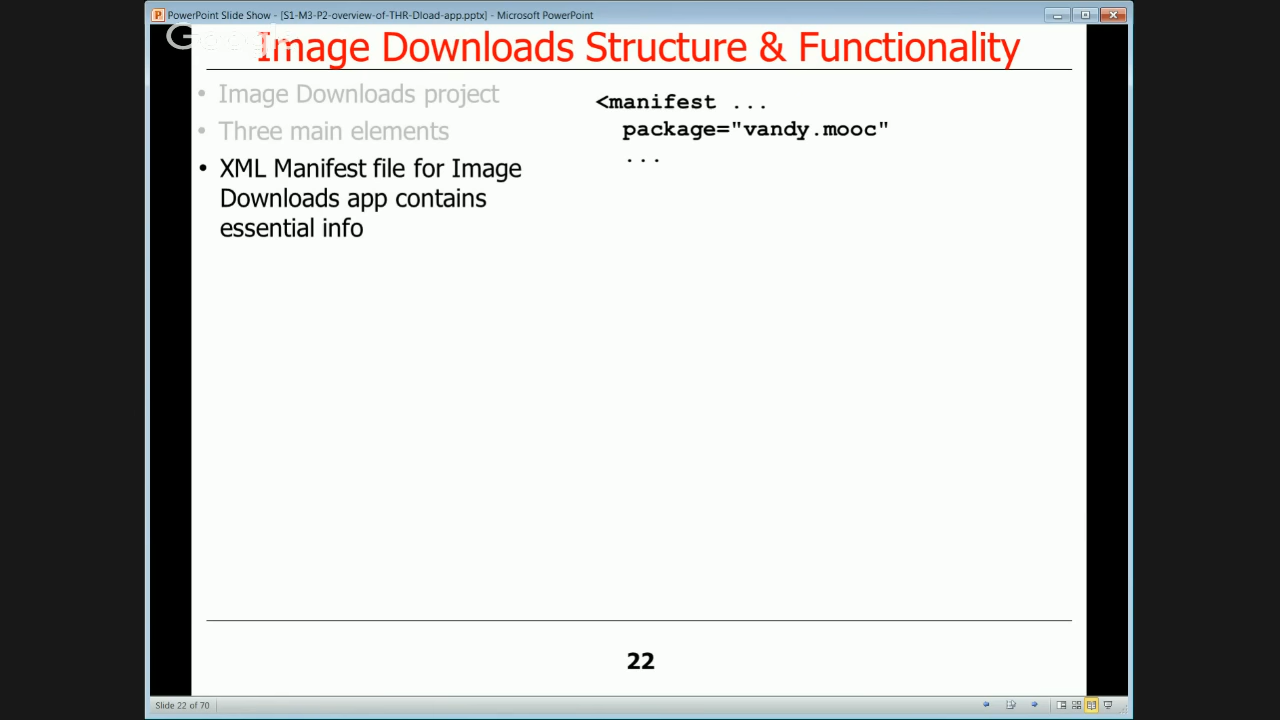 PowerPoint Slide Show - [S1-M3-P2-overview-of-THR-Dload-app.pptx] - Microsoft PowerPoint
Google
Image Downloads Structure & Functionality
• Image Downloads project
• Three main elements
• XML Manifest file for Image
Downloads app contains
essential info
<manifest ...
package="vandy.mooc"
...
22
Slide 22 of 70